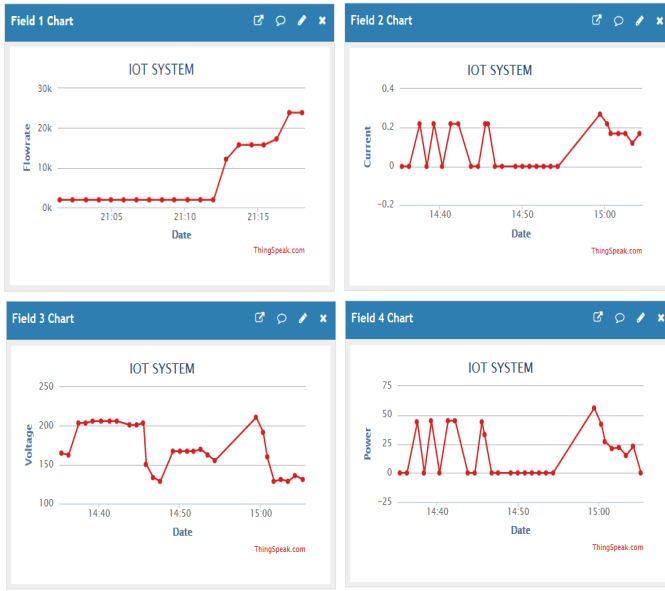 Field 1 Chart
IOT SYSTEM
30k
20k
10k
0k
Flowrate
21:05 21:10 21:15
Date
ThingSpeak.com
Field 2 Chart
IOT SYSTEM
0.4
0.2
0
-0.2
Current
14:40 14:50 15:00
Date
ThingSpeak.com
Field 3 Chart
IOT SYSTEM
250
200
150
100
Voltage
14:40 14:50 15:00
Date
ThingSpeak.com
Field 4 Chart
IOT SYSTEM
75
50
25
0
-25
Power
14:40 14:50 15:00
Date
ThingSpeak.com